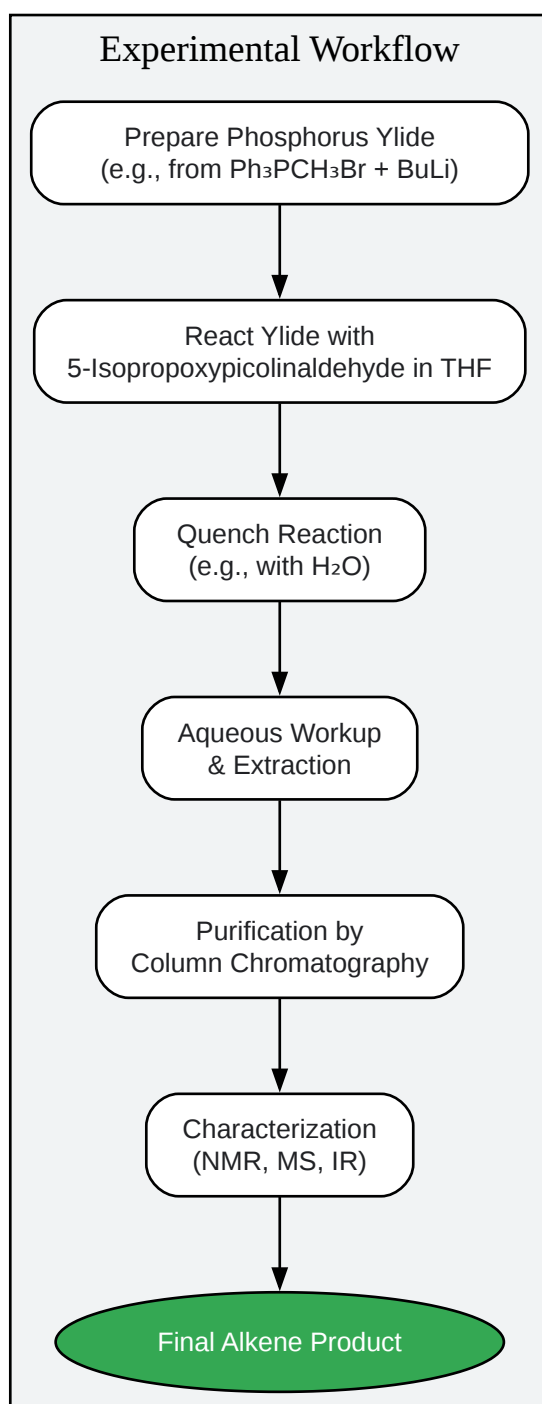 Experimental Workflow
Prepare Phosphorus Ylide
(e.g., from Ph₃PCH₃Br + BuLi)
React Ylide with
5-Isopropoxypicolinaldehyde in THF
Quench Reaction
(e.g., with H₂O)
Aqueous Workup
& Extraction
Purification by
Column Chromatography
Characterization
(NMR, MS, IR)
Final Alkene Product